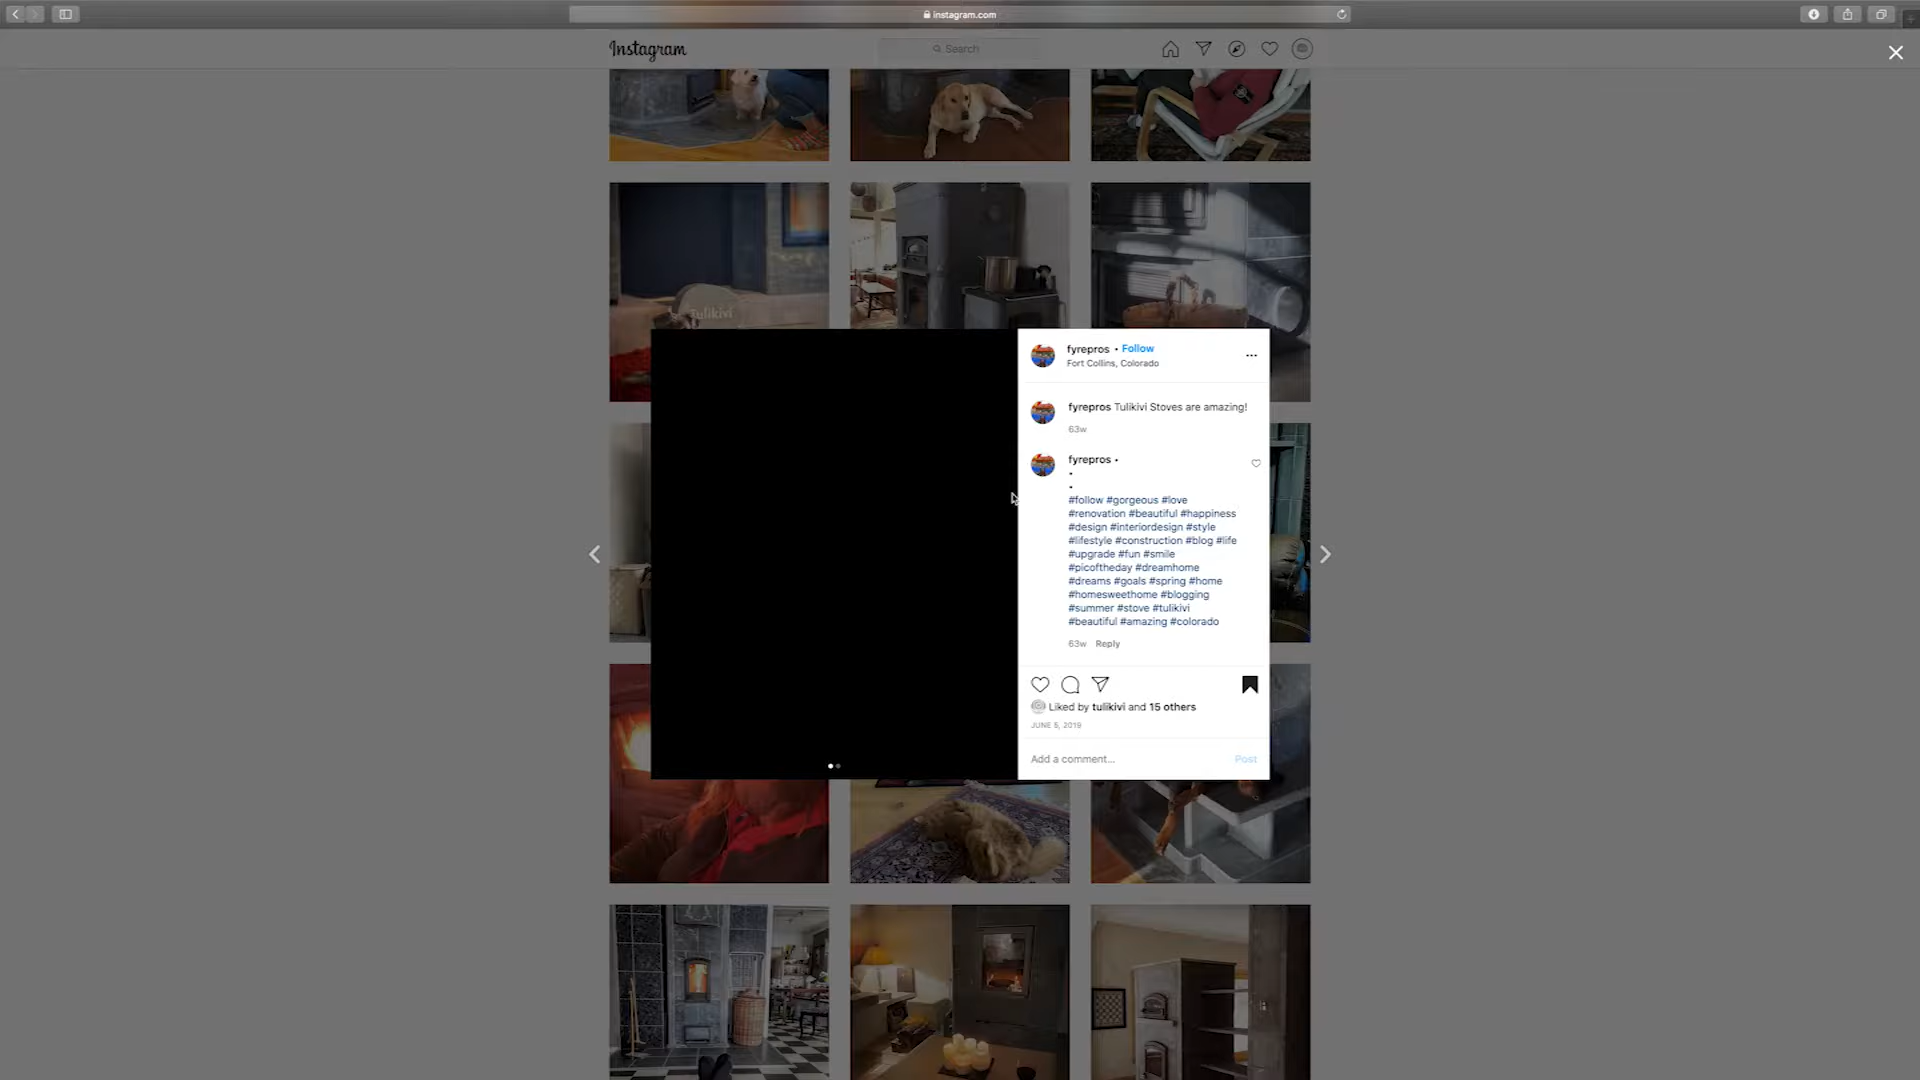 instagram.com
Instagram
Search
Tulikivi
fyrepros • Follow
Fort Collins, Colorado
fyrepros Tulikivi Stoves are amazing!
63w
fyrepros •
•
•
#follow #gorgeous #love
#renovation #beautiful #happiness
#design #interiordesign #style
#lifestyle #construction #blog #life
#upgrade #fun #smile
#picoftheday #dreamhome
#dreams #goals #spring #home
#homesweethome #blogging
#summer #stove #tulikivi
#beautiful #amazing #colorado
63w Reply
Liked by tulikivi and 15 others
JUNE 5, 2019
Add a comment... Post